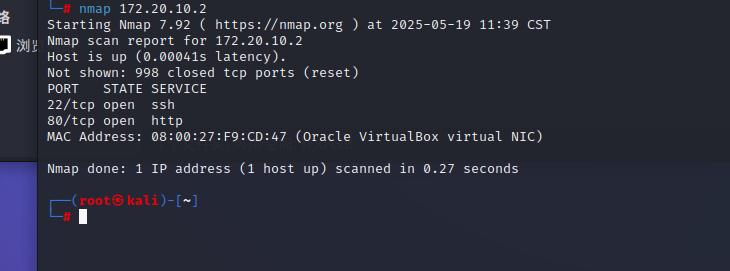 络
浏览
└─# nmap 172.20.10.2
Starting Nmap 7.92 ( https://nmap.org ) at 2025-05-19 11:39 CST
Nmap scan report for 172.20.10.2
Host is up (0.00041s latency).
Not shown: 998 closed tcp ports (reset)
PORT   STATE SERVICE
22/tcp open  ssh
80/tcp open  http
MAC Address: 08:00:27:F9:CD:47 (Oracle VirtualBox virtual NIC)
Nmap done: 1 IP address (1 host up) scanned in 0.27 seconds
┌──(root㉿kali)-[~]
└─#